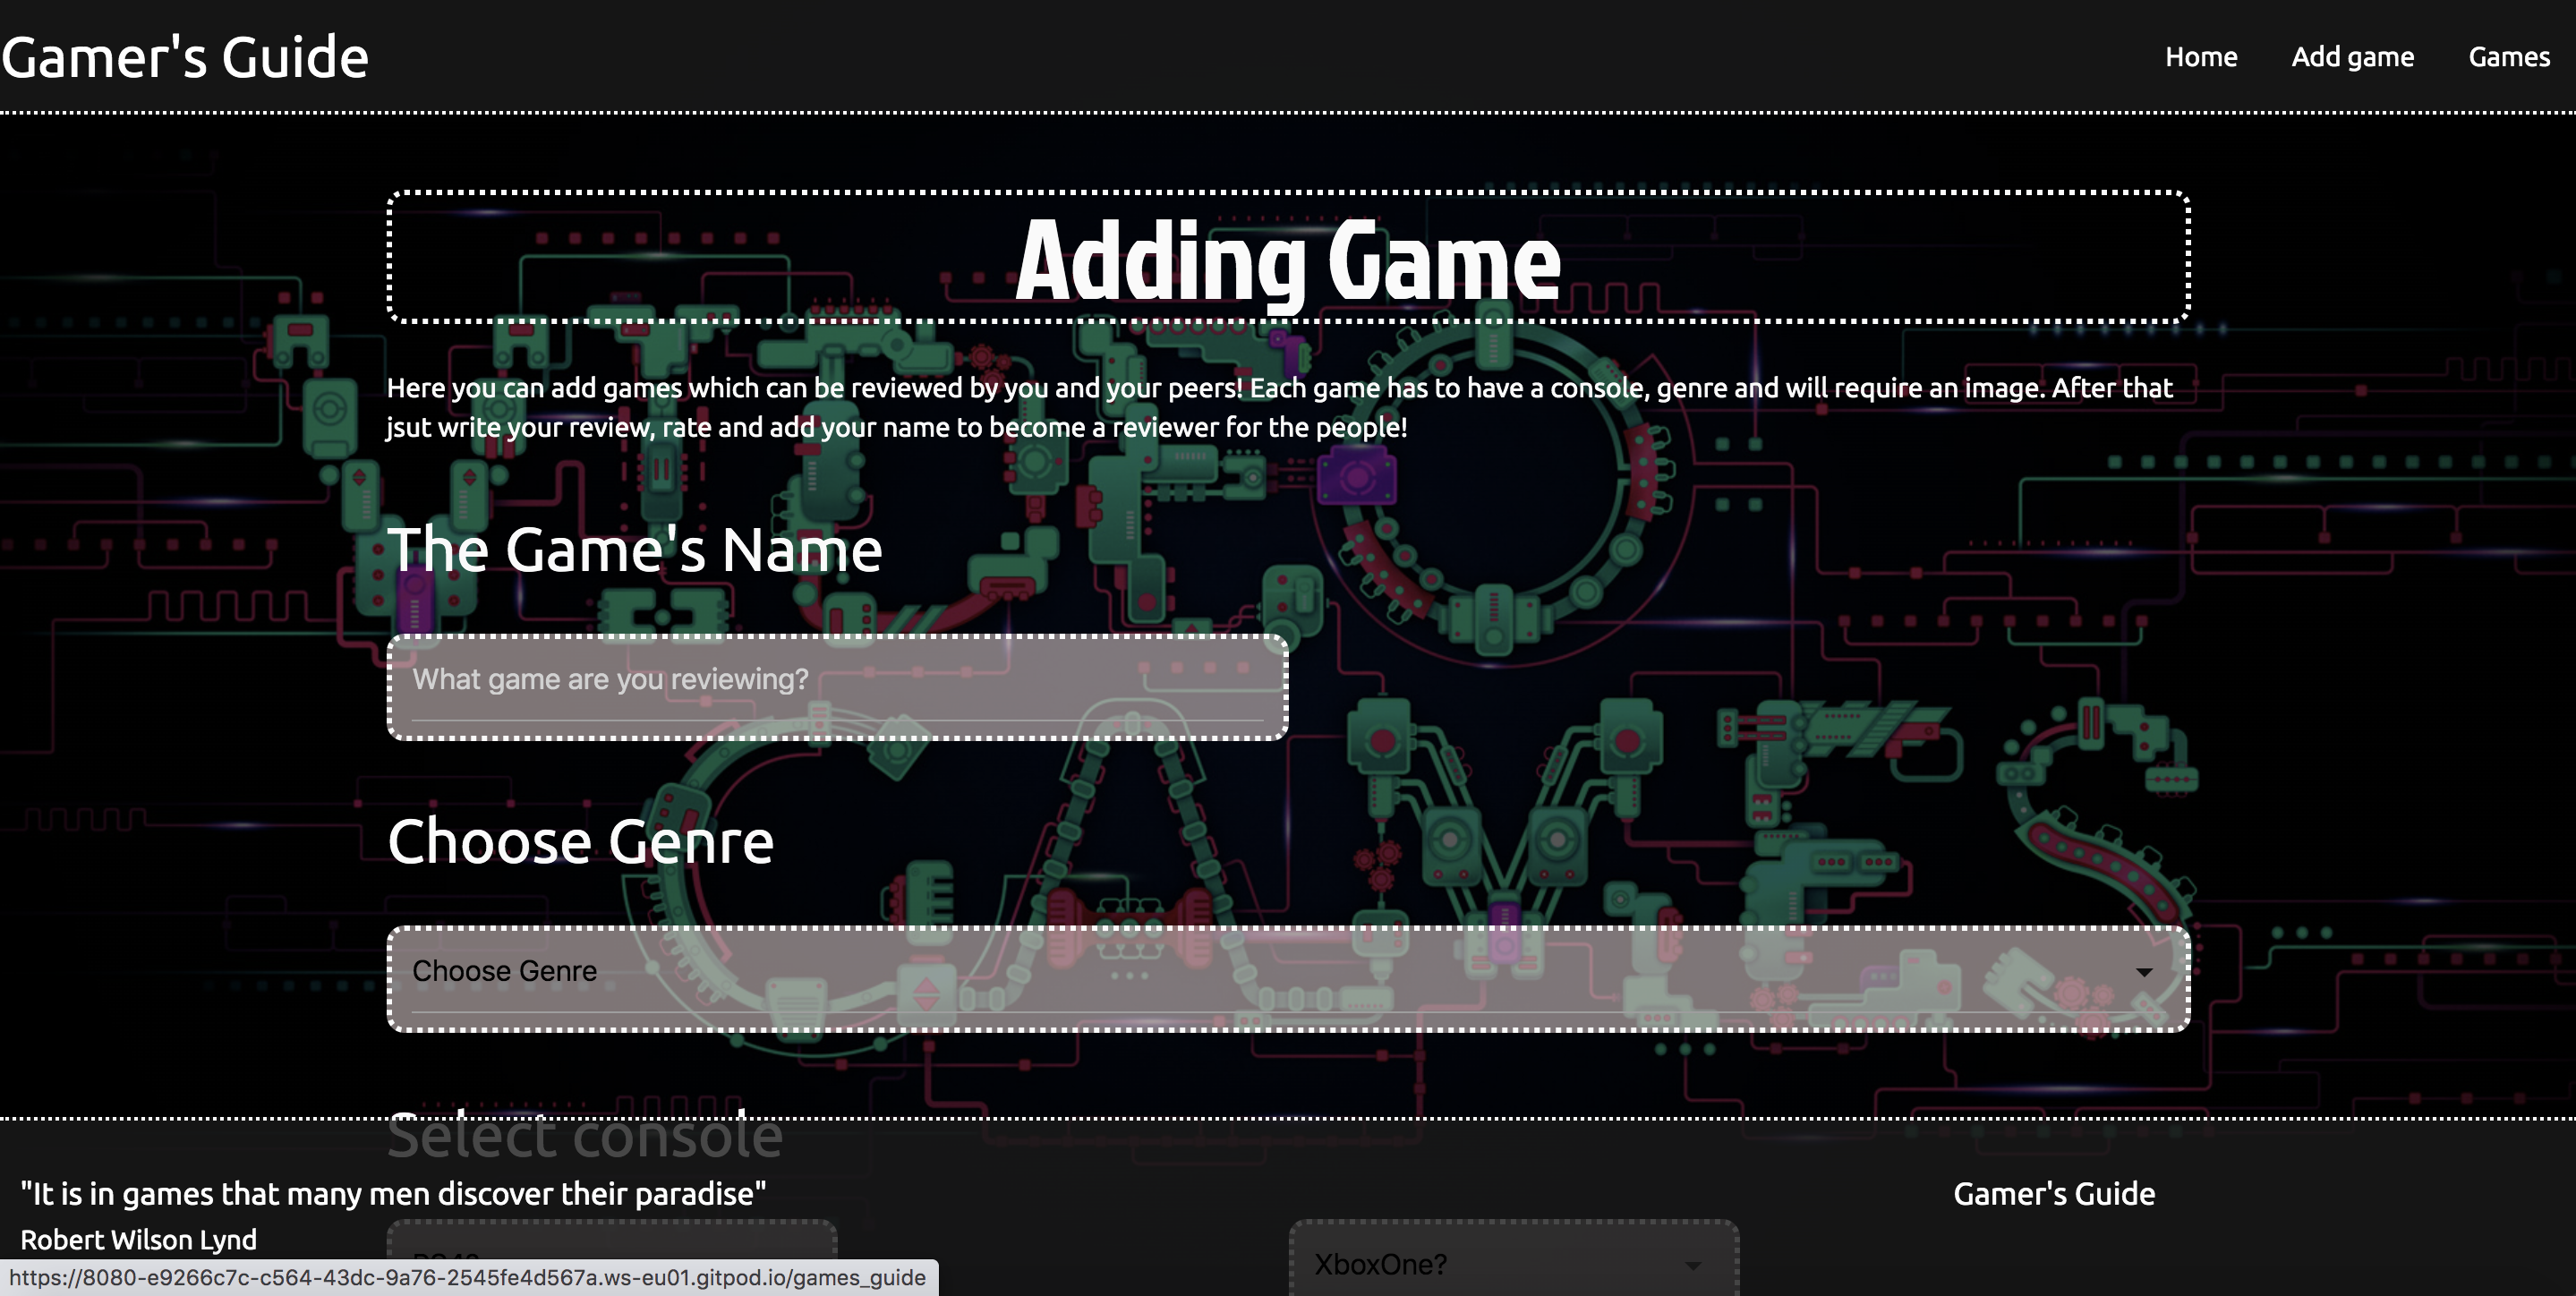 Gamer's Guide
Home
Add game
Games
Adding Game
Here you can add games which can be reviewed by you and your peers! Each game has to have a console, genre and will require an image. After that
jsut write your review, rate and add your name to become a reviewer for the people!
VIDEO
GAMES
The Game's Name
What game are you reviewing?
Choose Genre
Choose Genre
Select console
"It is in games that many men discover their paradise"
Gamer's Guide
Robert Wilson Lynd
XboxOne?
https://8080-e9266c7c-c564-43dc-9a76-2545fe4d567a.ws-eu01.gitpod.io/games_guide